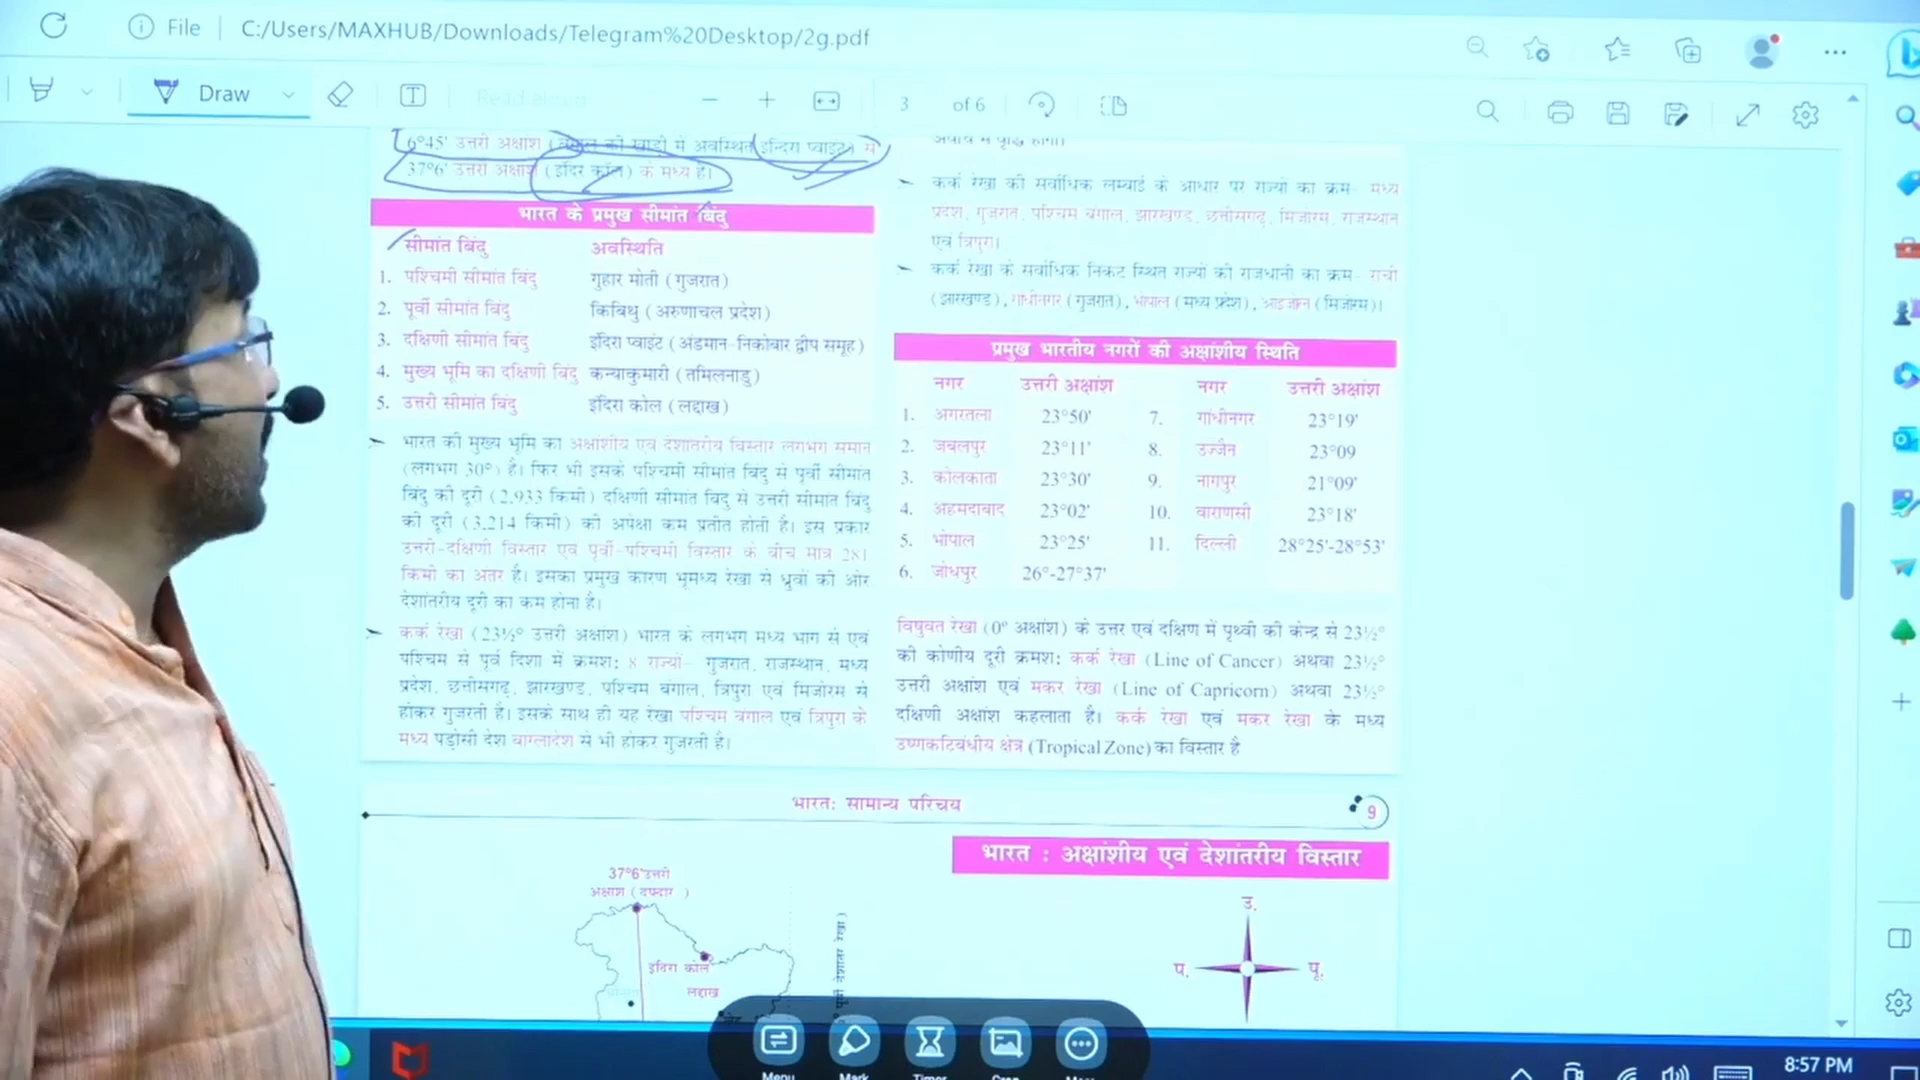 File
C:/Users/MAXHUB/Downloads/Telegram%20Desktop/2g.pdf
Draw
Read aloud
3 of 6
6°45' उत्तरी अक्षांश (बंगाल की खाड़ी में अवस्थित इन्दिरा प्वाइंट) से
37°6' उत्तरी अक्षांश (इंदिर कॉल) के मध्य है।
भारत के प्रमुख सीमांत बिंदु
सीमांत बिंदु अवस्थिति
1. पश्चिमी सीमांत बिंदु गुहार मोती (गुजरात)
2. पूर्वी सीमांत बिंदु किबिथु (अरुणाचल प्रदेश)
3. दक्षिणी सीमांत बिंदु इंदिरा प्वाइंट (अंडमान-निकोबार द्वीप समूह)
4. मुख्य भूमि का दक्षिणी बिंदु कन्याकुमारी (तमिलनाडु)
5. उत्तरी सीमांत बिंदु इंदिरा कोल (लद्दाख)
भारत की मुख्य भूमि का अक्षांशीय एवं देशांतरीय विस्तार लगभग समान
(लगभग 30°) है। फिर भी इसके पश्चिमी सीमांत बिंदु से पूर्वी सीमांत
बिंदु की दूरी (2,933 किमी) दक्षिणी सीमांत बिंदु से उत्तरी सीमांत बिंदु
की दूरी (3,214 किमी) की अपेक्षा कम प्रतीत होती है। इस प्रकार
उत्तरी-दक्षिणी विस्तार एवं पूर्वी-पश्चिमी विस्तार के बीच मात्र 281
किमी का अंतर है। इसका प्रमुख कारण भूमध्य रेखा से ध्रुवों की ओर
देशांतरीय दूरी का कम होना है।
कर्क रेखा (23½° उत्तरी अक्षांश) भारत के लगभग मध्य भाग से एवं
पश्चिम से पूर्व दिशा में क्रमश: 8 राज्यों- गुजरात, राजस्थान, मध्य
प्रदेश, छत्तीसगढ़, झारखण्ड, पश्चिम बंगाल, त्रिपुरा एवं मिजोरम से
होकर गुजरती है। इसके साथ ही यह रेखा पश्चिम बंगाल एवं त्रिपुरा के
मध्य पड़ोसी देश बांग्लादेश से भी होकर गुजरती है।
में वृद्धि होगी।
कर्क रेखा की सर्वाधिक लम्बाई के आधार पर राज्यों का क्रम- मध्य
प्रदेश, गुजरात, पश्चिम बंगाल, झारखण्ड, छत्तीसगढ़, मिजोरम, राजस्थान
एवं त्रिपुरा।
कर्क रेखा के सर्वाधिक निकट स्थित राज्यों की राजधानी का क्रम- रांची
(झारखण्ड), गांधीनगर (गुजरात), भोपाल (मध्य प्रदेश), आइजोल (मिजोरम)।
प्रमुख भारतीय नगरों की अक्षांशीय स्थिति
नगर उत्तरी अक्षांश नगर उत्तरी अक्षांश
1. अगरतला 23°50' 7. गांधीनगर 23°19'
2. जबलपुर 23°11' 8. उज्जैन 23°09
3. कोलकाता 23°30' 9. नागपुर 21°09'
4. अहमदाबाद 23°02' 10. वाराणसी 23°18'
5. भोपाल 23°25' 11. दिल्ली 28°25'-28°53'
6. जोधपुर 26°-27°37'
विषुवत रेखा (0° अक्षांश) के उत्तर एवं दक्षिण में पृथ्वी की केन्द्र से 23½°
की कोणीय दूरी क्रमश: कर्क रेखा (Line of Cancer) अथवा 23½°
उत्तरी अक्षांश एवं मकर रेखा (Line of Capricorn) अथवा 23½°
दक्षिणी अक्षांश कहलाता है। कर्क रेखा एवं मकर रेखा के मध्य
उष्णकटिबंधीय क्षेत्र (Tropical Zone) का विस्तार है
भारत: सामान्य परिचय
9
भारत : अक्षांशीय एवं देशांतरीय विस्तार
37°6' उत्तरी
अक्षांश (दफ्दार )
इंदिरा कोल
लद्दाख
उ.
प.
पू.
Menu
Mark
Timer
Crop
More
8:57 PM